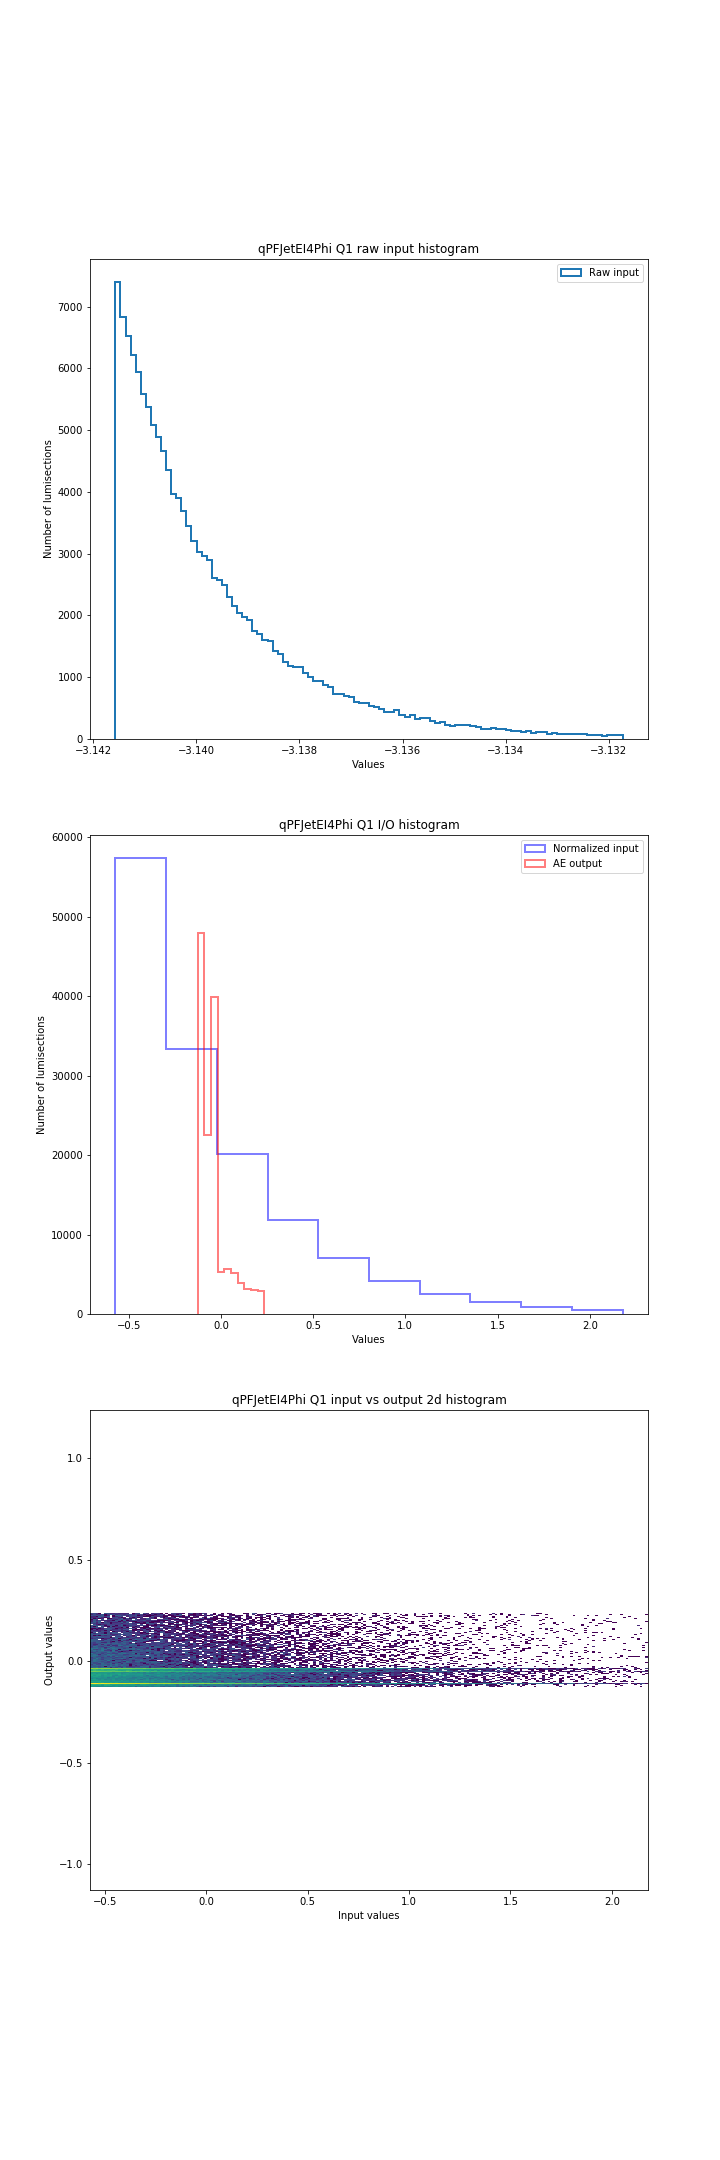 qPFJetEI4Phi Q1 raw input histogram
Raw input
7000
6000
5000
4000
3000
2000
1000
0
Number of lumisections
−3.142 −3.140 −3.138 −3.136 −3.134 −3.132
Values
qPFJetEI4Phi Q1 I/O histogram
Normalized input
AE output
60000
50000
40000
30000
20000
10000
0
Number of lumisections
−0.5 0.0 0.5 1.0 1.5 2.0
Values
qPFJetEI4Phi Q1 input vs output 2d histogram
1.0
0.5
0.0
−0.5
−1.0
Output values
−0.5 0.0 0.5 1.0 1.5 2.0
Input values